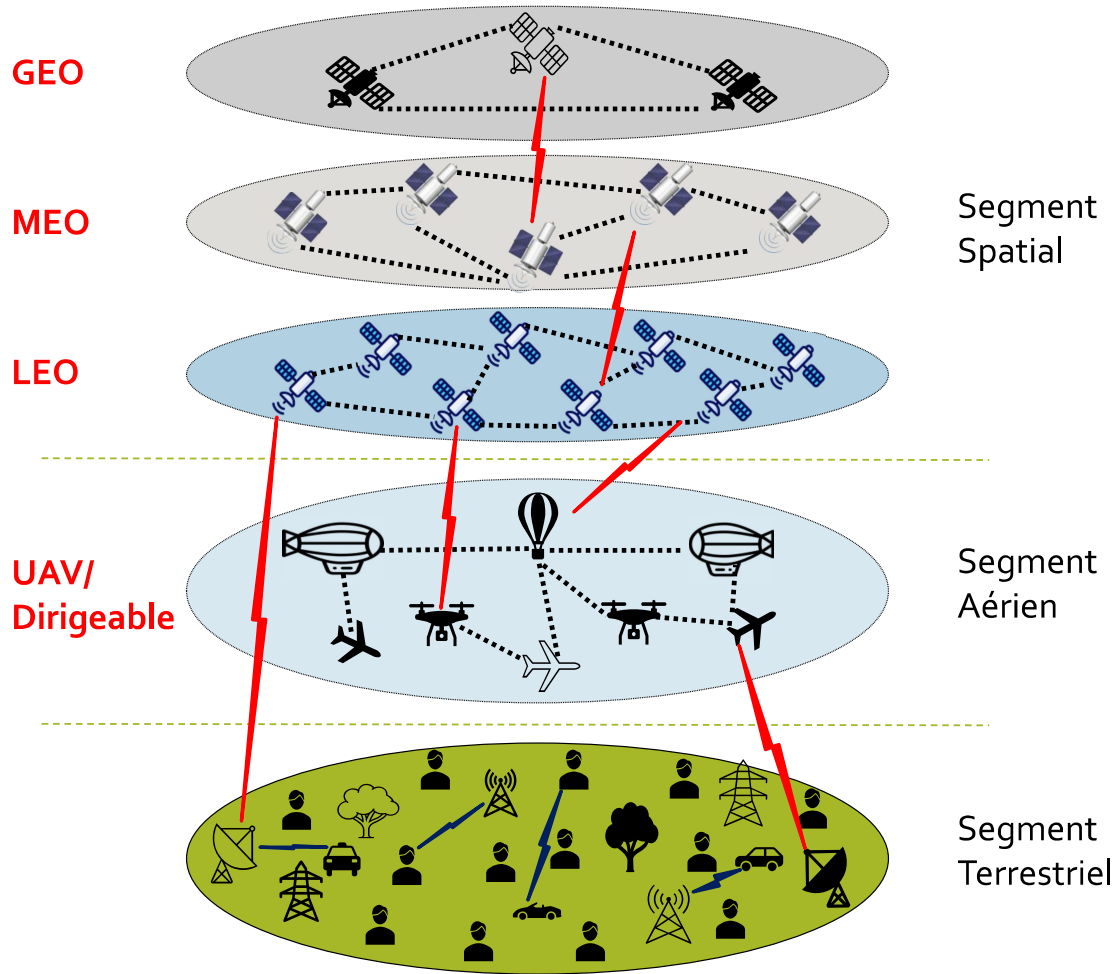 GEO
MEO
Segment
Spatial
LEO
UAV/
Dirigeable
Segment
Aérien
Segment
Terrestriel